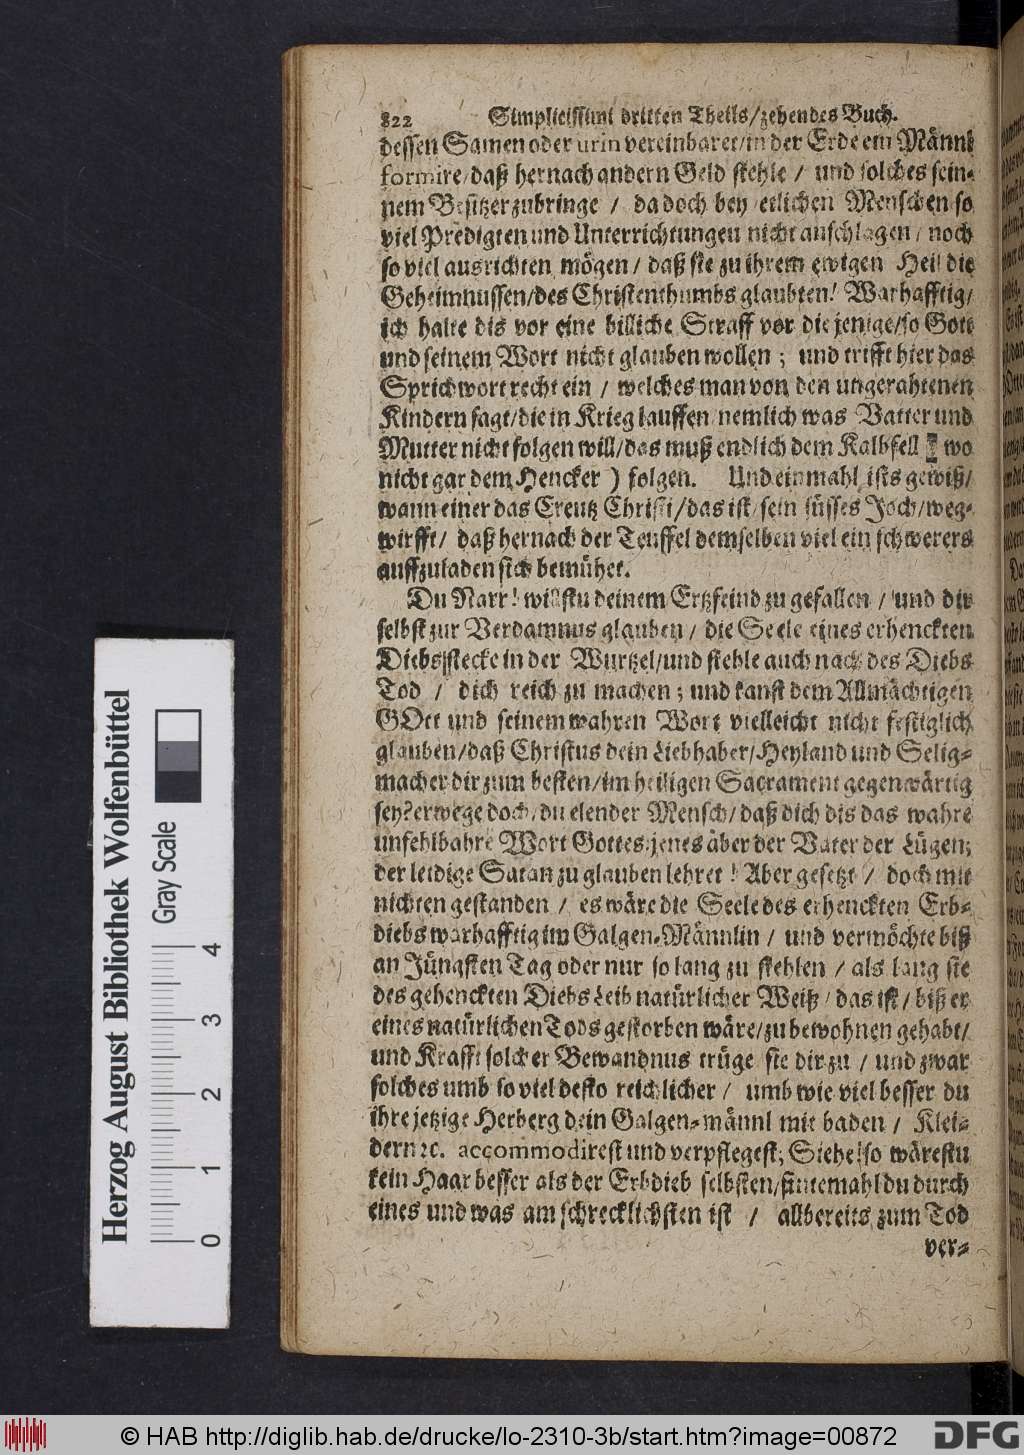 822 Simplicissimi dritten Theils/zehendes Buch.
dessen Samen oder urin vereinbaret/in der Erde ein Männl
formire/daß hernach andern Geld stehle / und solches sein-
nem Besitzer zubringe / da doch bey etlichen Menschen so
viel Predigten und Unterrichtungen nicht anschlagen / noch
so viel ausrichten mögen / daß sie zu ihrem ewigen Heil die
Geheimnussen/des Christenthumbs glaubten! Warhafftig/
ich halte dis vor eine billiche Straff vor die jenige/so Gott
und seinem Wort nicht glauben wollen ; und trifft hier das
Sprichwort recht ein / welches man von den ungerahtenen
Kindern sagt/die in Krieg lauffen/nemlich was Vatter und
Mutter nicht folgen will/das muß endlich dem Kalbfell ( wo
nicht gar dem Hencker ) folgen. Und einmahl ists gewiß/
wann einer das Creutz Christi/das ist/sein süsses Joch/weg-
wirfft/ daß hernach der Teuffel demselben viel ein schwerers
auffzuladen sich bemühet.
Du Narr! willstu deinem Ertzfeind zu gefallen / und dir
selbst zur Verdamnus glauben / die Seele eines erhenckten
Diebs stecke in der Wurtzel/und stehle auch nach des Diebs
Tod / dich reich zu machen ; und kanst dem Allmächtigen
GOtt und seinem wahren Wort vielleicht nicht festiglich
glauben/daß Christus dein Liebhaber/Heyland und Selig-
macher dir zum besten/im heiligen Sacrament gegenwärtig
sey? erwege doch/du elender Mensch/daß dich dis das wahre
unfehlbahre Wort Gottes; jenes aber der Vater der Lügen;
der leidige Satan zu glauben lehret! Aber gesetzt / doch mit
nichten gestanden / es wäre die Seele des erhenckten Erb-
diebs warhafftig im Galgen-Männlin / und vermöchte biß
an Jüngsten Tag oder nur so lang zu stehlen / als lang sie
des gehenckten Diebs Leib natürlicher Weiß / das ist / biß er
eines natürlichen Tods gestorben wäre/zu bewohnen gehabt/
und Krafft solcher Bewandnus trüge sie dir zu / und zwar
solches umb so viel desto reichlicher / umb wie viel besser du
ihre jetzige Herberg dein Galgen-männl mit baden / Klei-
dern ꝛc. accommodirest und verpflegest; Siehe/so wärestu
kein Haar besser als der Erbdieb selbsten/sintemahl du durch
eines und was am schrecklichsten ist / allbereits zum Tod
ver-
Herzog August Bibliothek Wolfenbüttel
Gray Scale
0 1 2 3 4
© HAB http://diglib.hab.de/drucke/lo-2310-3b/start.htm?image=00872
DFG